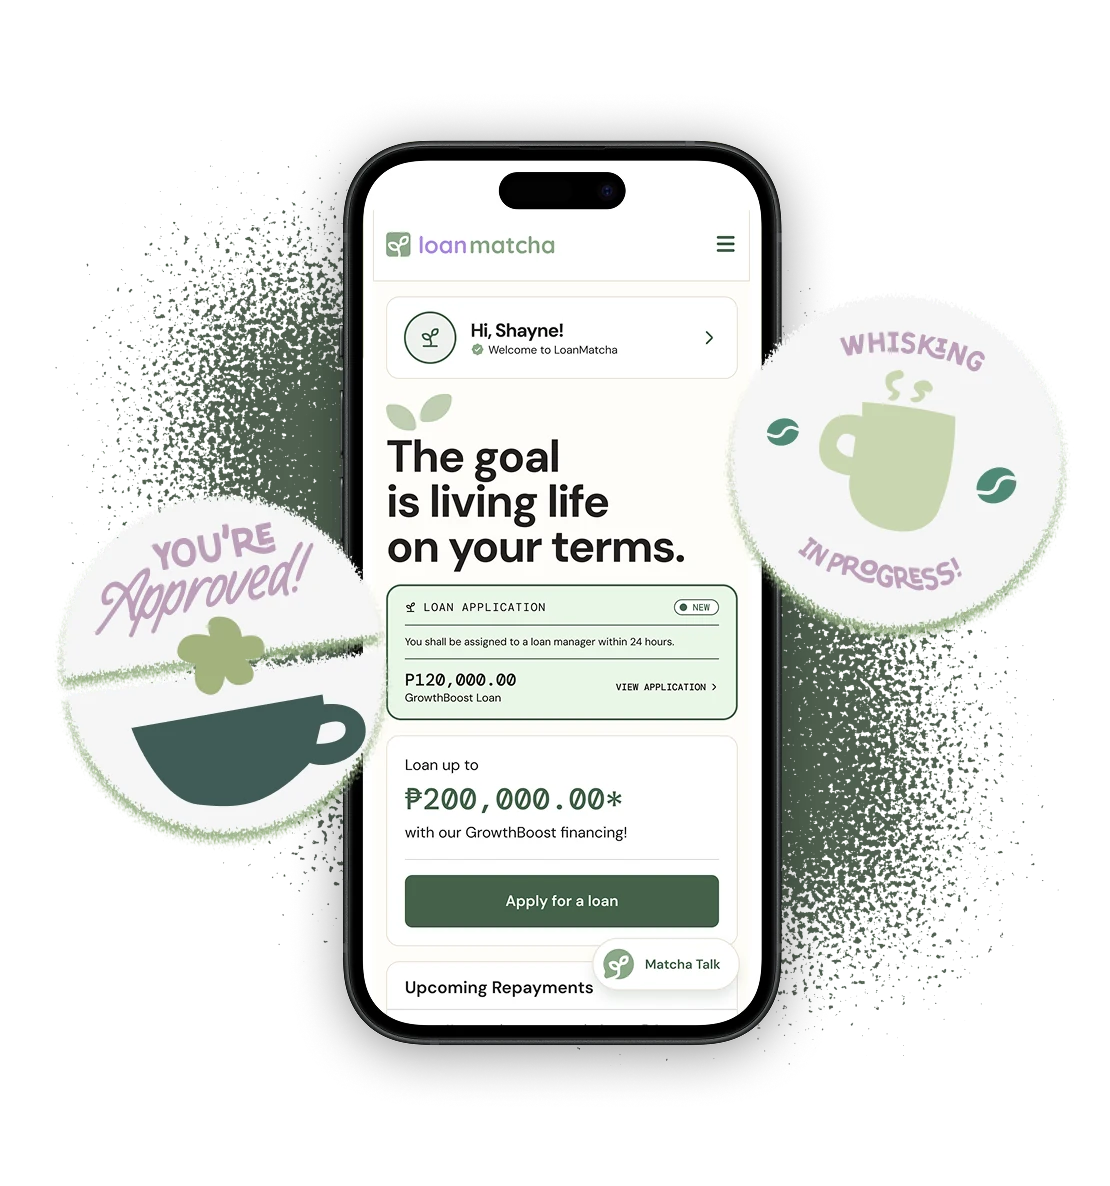 loanmatcha
Hi, Shayne!
Welcome to LoanMatcha
The goal
is living life
on your terms.
LOAN APPLICATION
NEW
You shall be assigned to a loan manager within 24 hours.
P120,000.00
GrowthBoost Loan
VIEW APPLICATION
Loan up to
₱200,000.00*
with our GrowthBoost financing!
Apply for a loan
Matcha Talk
Upcoming Repayments
YOU'RE
Approved!
WHISKING
IN PROGRESS!